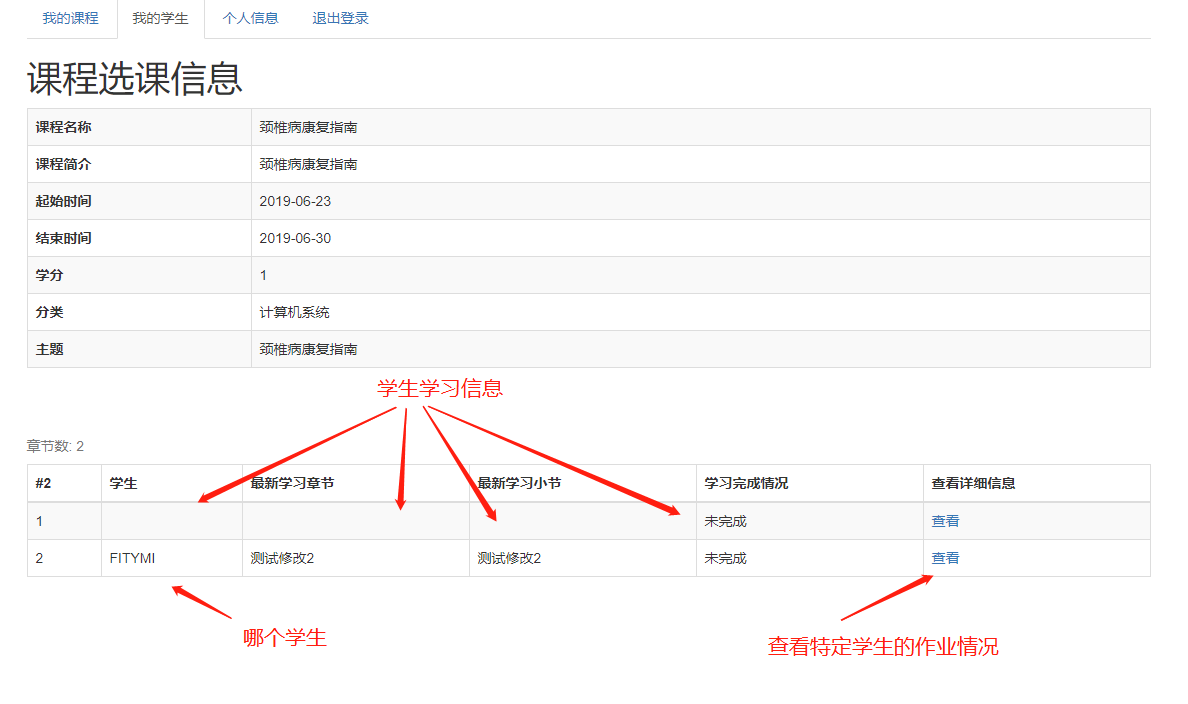 我的课程 我的学生 个人信息 退出登录
课程选课信息
课程名称 颈椎病康复指南
课程简介 颈椎病康复指南
起始时间 2019-06-23
结束时间 2019-06-30
学分 1
分类 计算机系统
主题 颈椎病康复指南
学生学习信息
章节数: 2
#2 学生 最新学习章节 最新学习小节 学习完成情况 查看详细信息
1 未完成 查看
2 FITYMI 测试修改2 测试修改2 未完成 查看
哪个学生
查看特定学生的作业情况